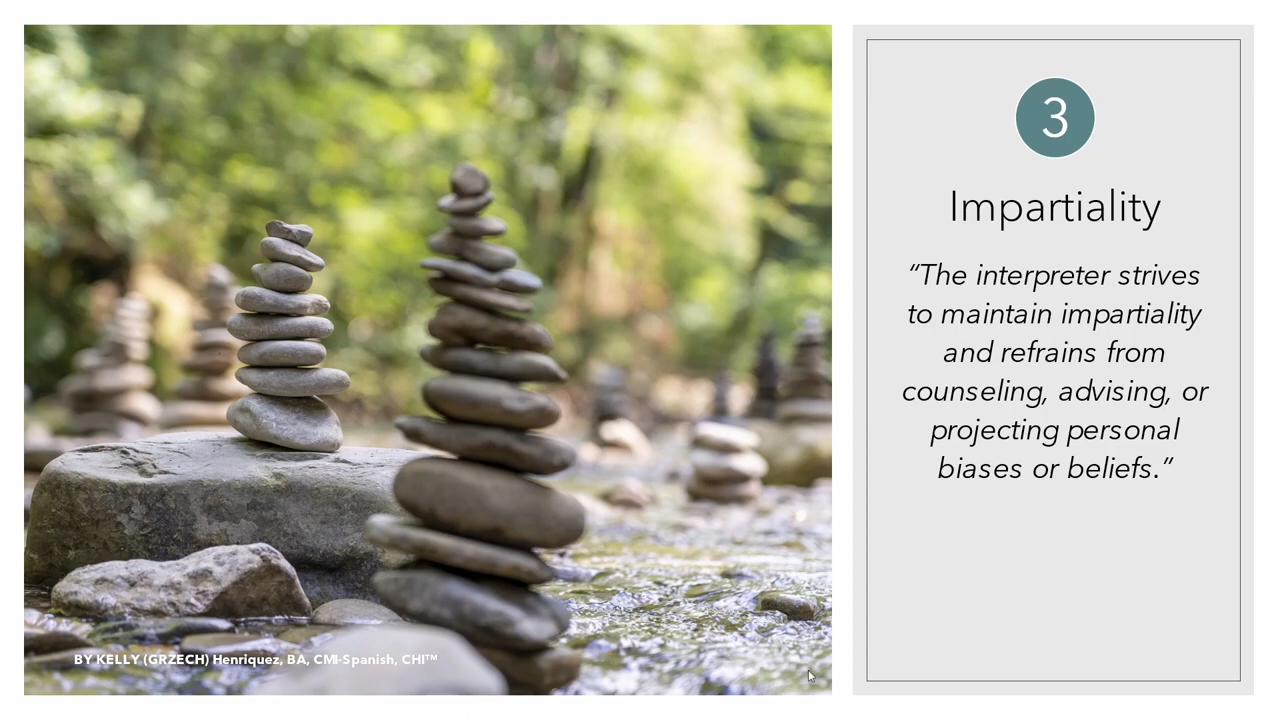 3
Impartiality
“The interpreter strives
to maintain impartiality
and refrains from
counseling, advising, or
projecting personal
biases or beliefs.”
BY KELLY (GRZECH) Henriquez, BA, CMI-Spanish, CHI™